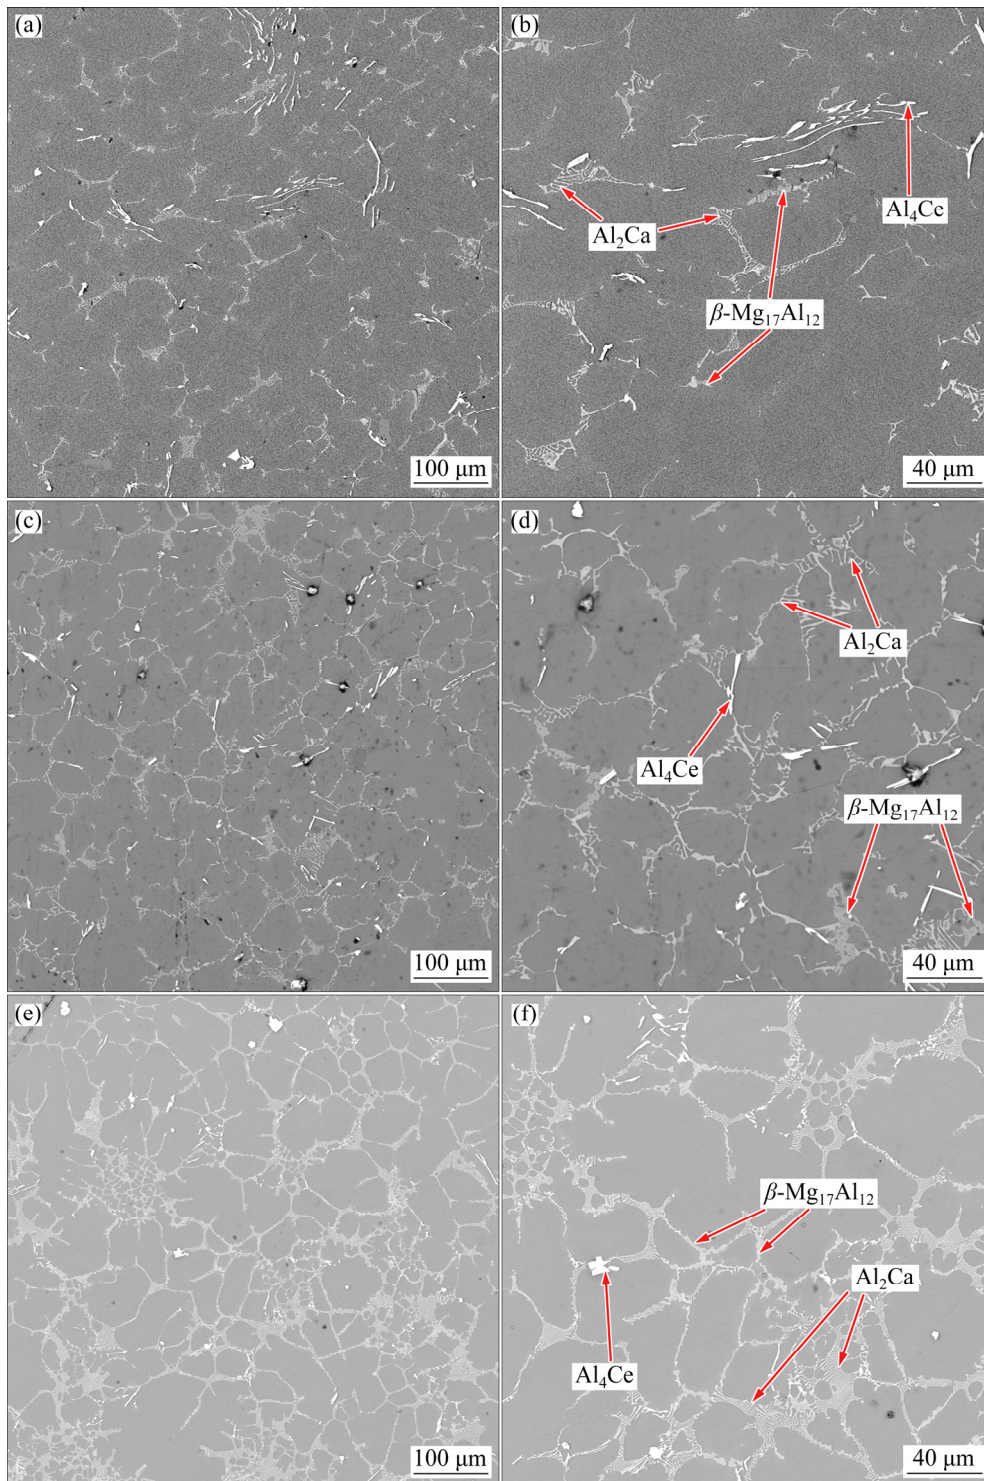 (a)
100 μm
(b)
Al₄Ce
Al₂Ca
β-Mg₁₇Al₁₂
40 μm
(c)
100 μm
(d)
Al₂Ca
Al₄Ce
β-Mg₁₇Al₁₂
40 μm
(e)
100 μm
(f)
β-Mg₁₇Al₁₂
Al₂Ca
Al₄Ce
40 μm